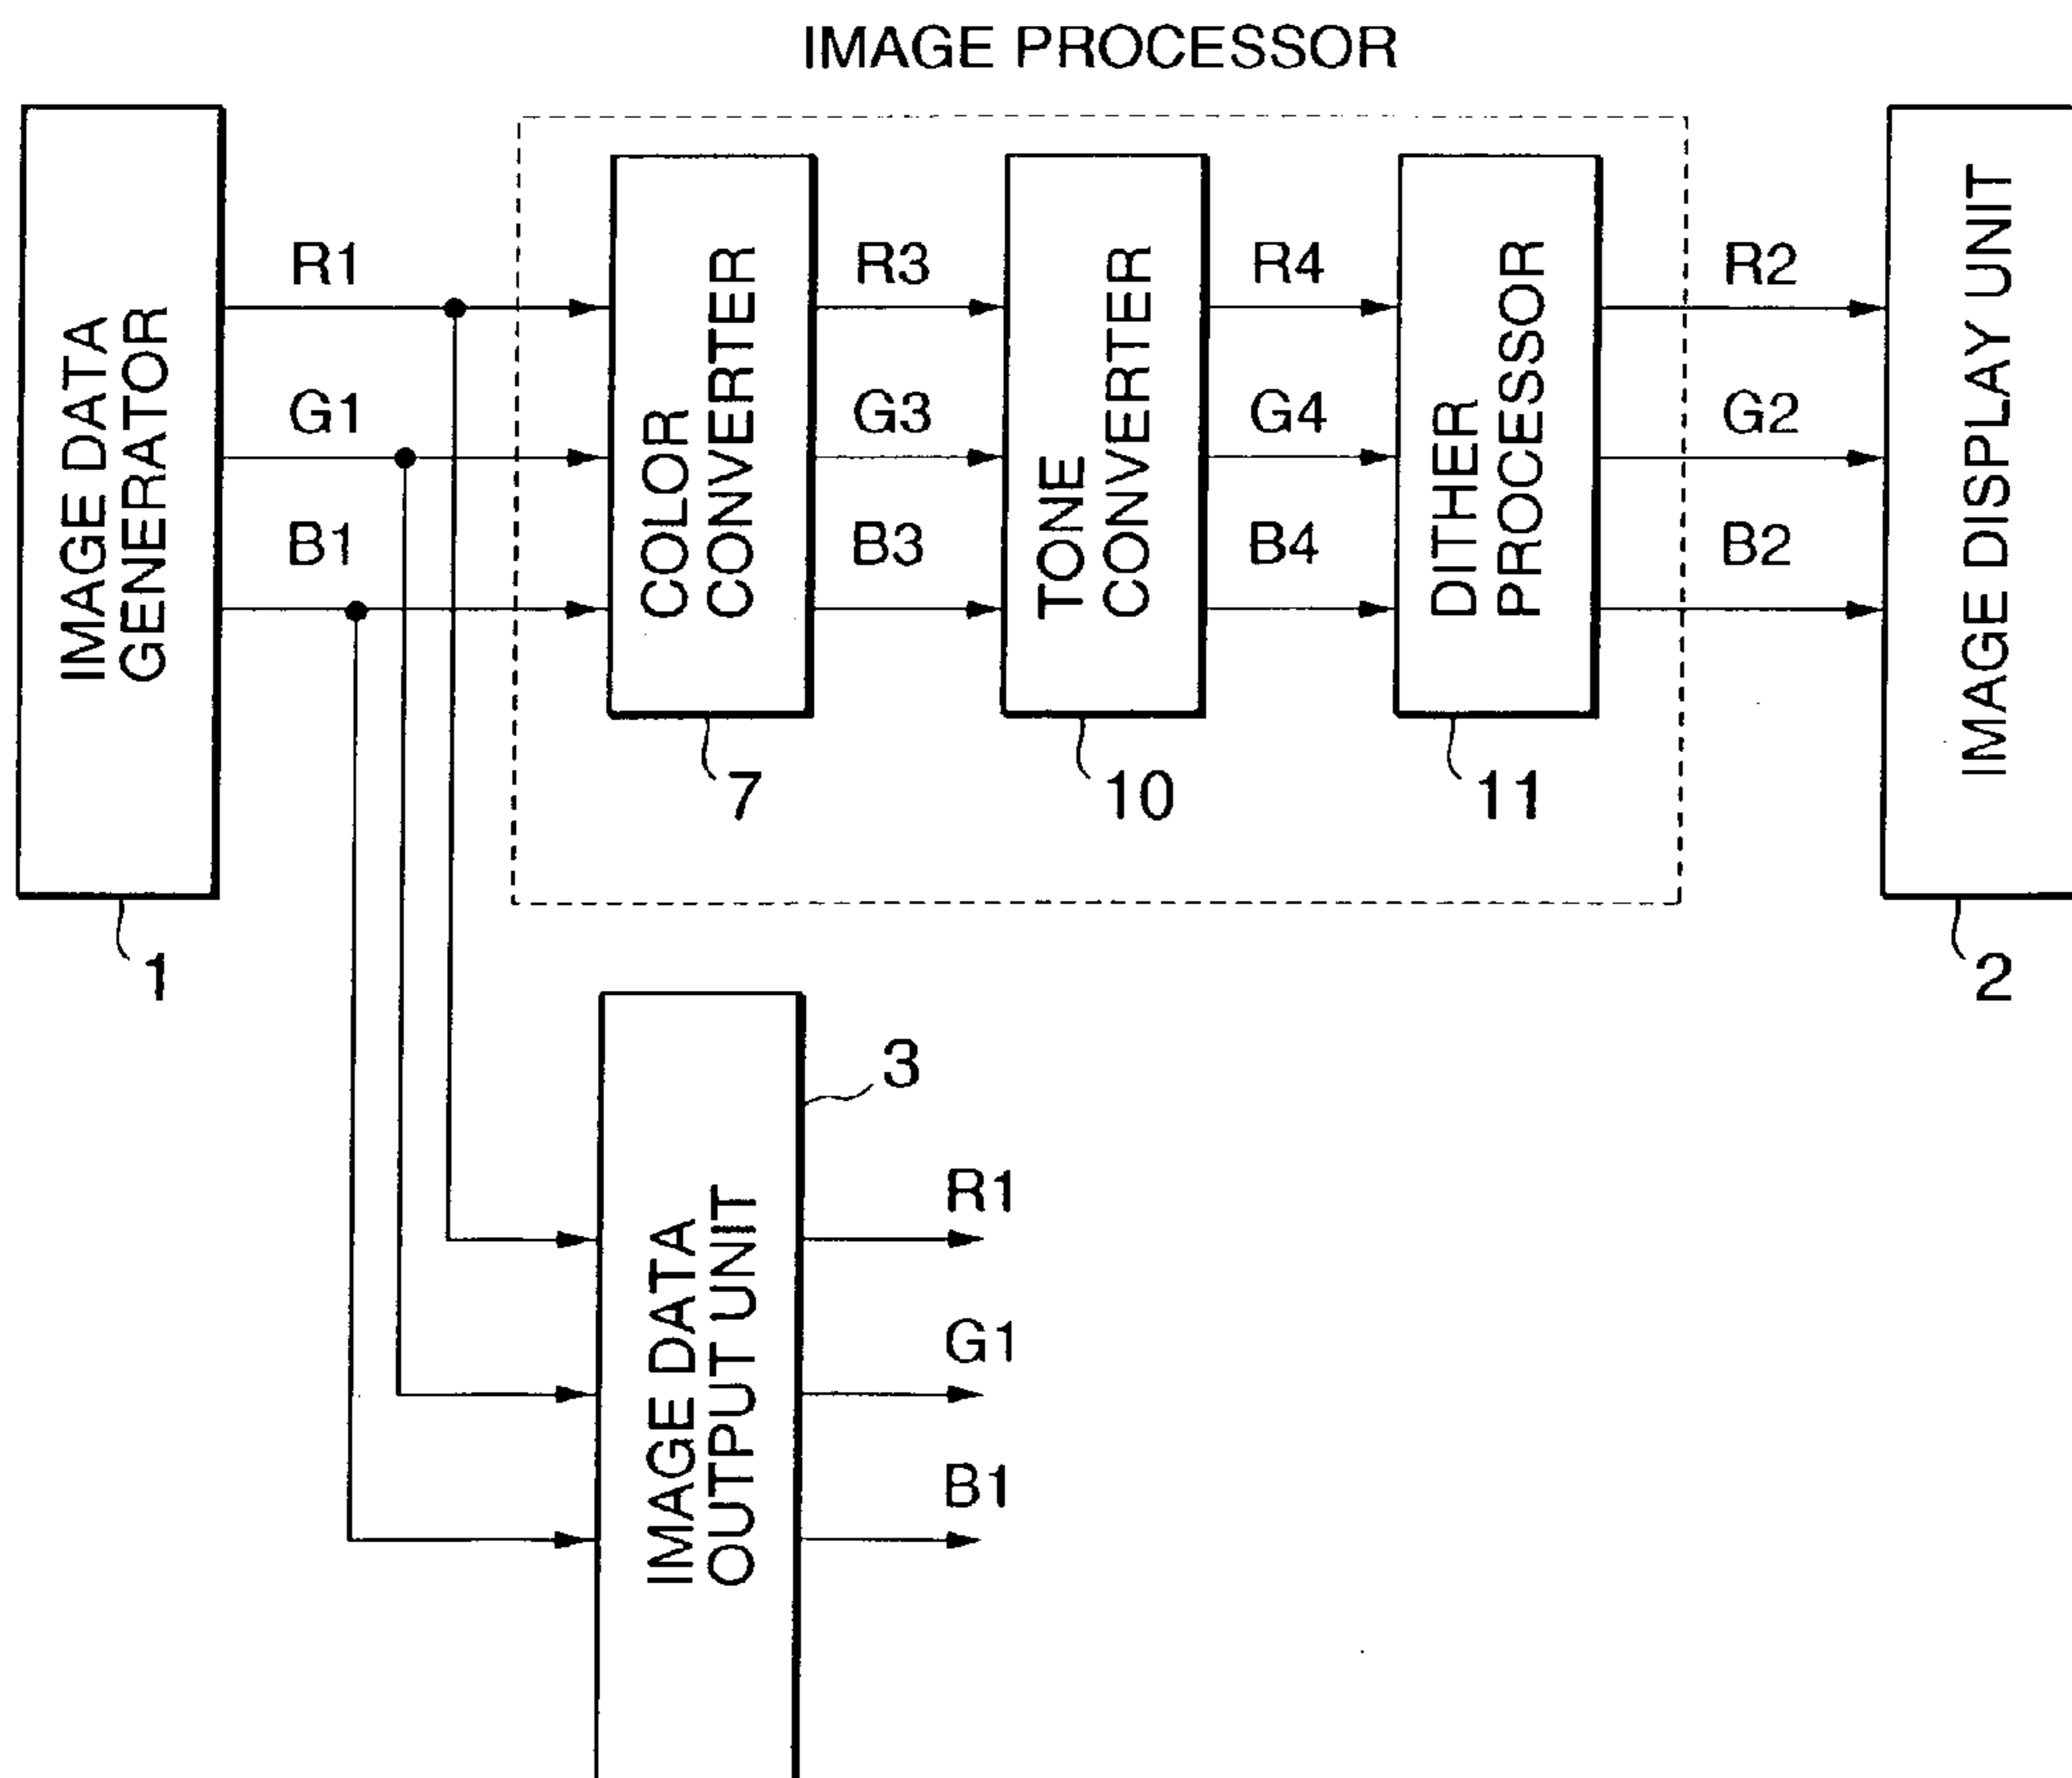 IMAGE PROCESSOR
IMAGE DATA
GENERATOR
1
R1
G1
B1
COLOR
CONVERTER
7
R3
G3
B3
TONE
CONVERTER
10
R4
G4
B4
DITHER
PROCESSOR
11
R2
G2
B2
IMAGE DISPLAY UNIT
2
IMAGE DATA
OUTPUT UNIT
3
R1
G1
B1